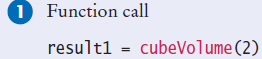 1 Function call
result1 = cubeVolume(2)